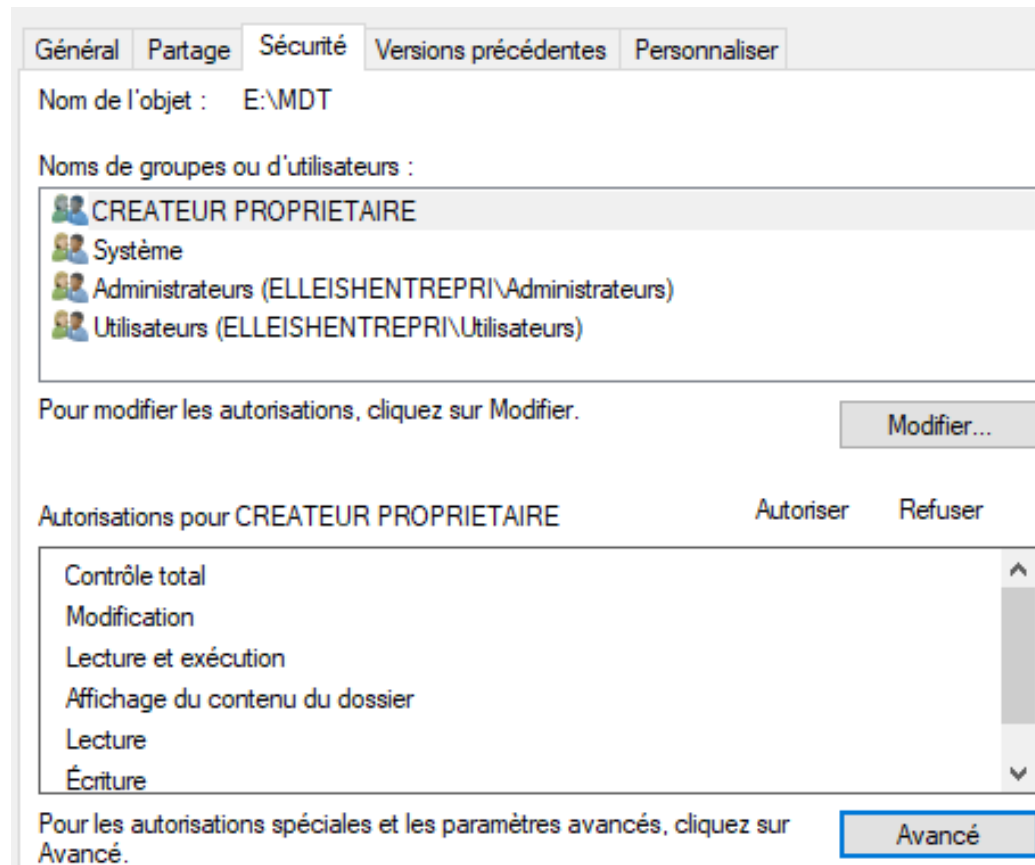 Général Partage Sécurité Versions précédentes Personnaliser
Nom de l'objet : E:\MDT
Noms de groupes ou d'utilisateurs :
CREATEUR PROPRIETAIRE
Système
Administrateurs (ELLEISHENTREPRI\Administrateurs)
Utilisateurs (ELLEISHENTREPRI\Utilisateurs)
Pour modifier les autorisations, cliquez sur Modifier.
Modifier...
Autorisations pour CREATEUR PROPRIETAIRE Autoriser Refuser
Contrôle total
Modification
Lecture et exécution
Affichage du contenu du dossier
Lecture
Écriture
Pour les autorisations spéciales et les paramètres avancés, cliquez sur
Avancé.
Avancé